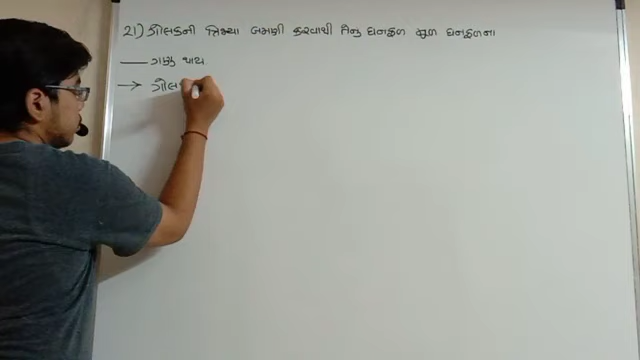 21) ગોલકની ત્રિજ્યા બમણી કરવાથી તેનુ ઘનફળ મુળ ઘનફળના
—— ગણુ થાય
→ ગોલ